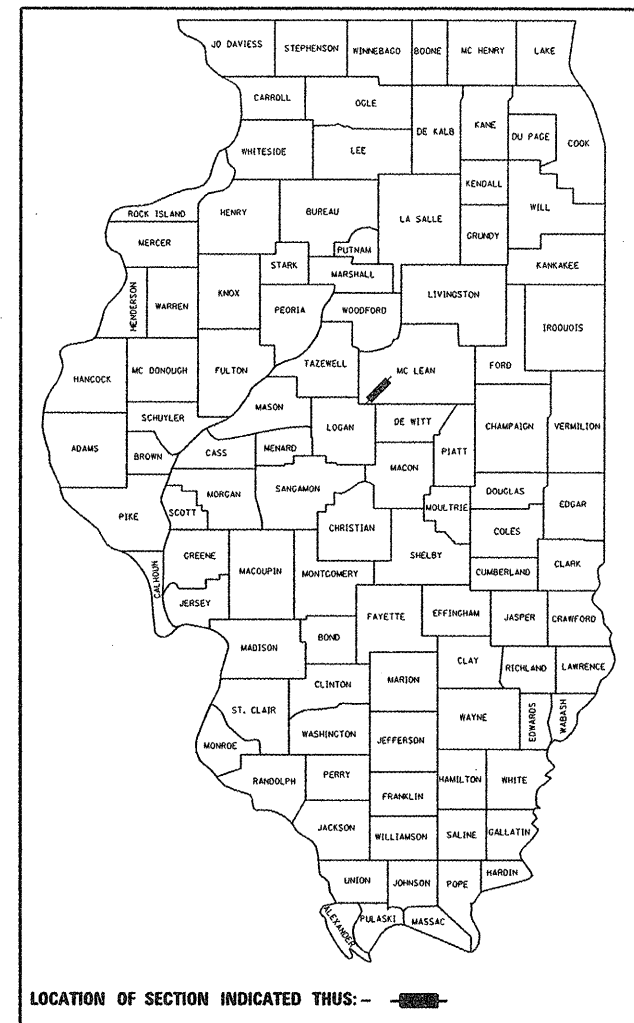 JO DAVIESS
STEPHENSON
WINNEBAGO
BOONE
MC HENRY
LAKE
CARROLL
OGLE
DE KALB
KANE
DU PAGE
COOK
WHITESIDE
LEE
KENDALL
WILL
ROCK ISLAND
HENRY
BUREAU
LA SALLE
GRUNDY
MERCER
PUTNAM
STARK
MARSHALL
KANKAKEE
HENDERSON
WARREN
KNOX
PEORIA
WOODFORD
LIVINGSTON
IROQUOIS
HANCOCK
MC DONOUGH
FULTON
TAZEWELL
MC LEAN
FORD
MASON
SCHUYLER
LOGAN
DE WITT
CHAMPAIGN
VERMILION
ADAMS
BROWN
CASS
MENARD
MACON
PIATT
PIKE
SCOTT
MORGAN
SANGAMON
CHRISTIAN
MOULTRIE
DOUGLAS
EDGAR
COLES
SHELBY
GREENE
CALHOUN
MACOUPIN
MONTGOMERY
CUMBERLAND
CLARK
JERSEY
FAYETTE
EFFINGHAM
JASPER
CRAWFORD
MADISON
BOND
CLAY
RICHLAND
LAWRENCE
CLINTON
MARION
ST. CLAIR
WAYNE
EDWARDS
WABASH
MONROE
WASHINGTON
JEFFERSON
RANDOLPH
PERRY
HAMILTON
WHITE
FRANKLIN
JACKSON
WILLIAMSON
SALINE
GALLATIN
UNION
JOHNSON
POPE
HARDIN
ALEXANDER
PULASKI
MASSAC
LOCATION OF SECTION INDICATED THUS: -